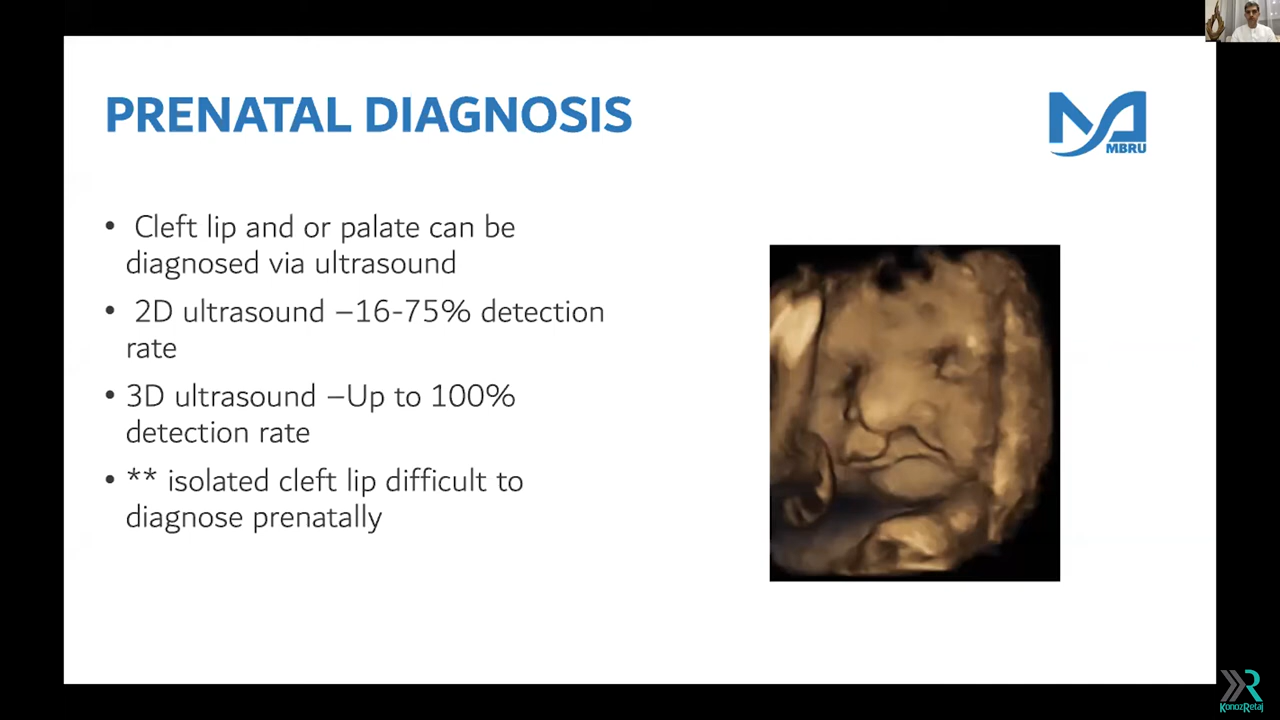 PRENATAL DIAGNOSIS
MBRU
• Cleft lip and or palate can be
diagnosed via ultrasound
• 2D ultrasound –16-75% detection
rate
• 3D ultrasound –Up to 100%
detection rate
• ** isolated cleft lip difficult to
diagnose prenatally
KonozRetaj